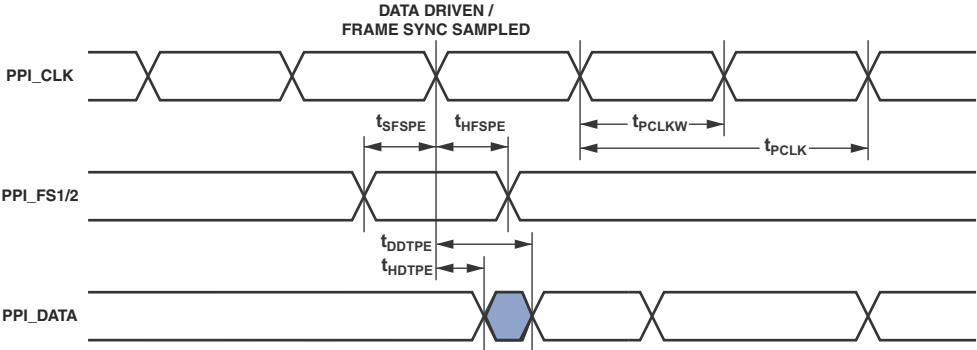 DATA DRIVEN /
FRAME SYNC SAMPLED
PPI_CLK
tSFSPE
tHFSPE
tPCLKW
tPCLK
PPI_FS1/2
tDDTPE
tHDTPE
PPI_DATA